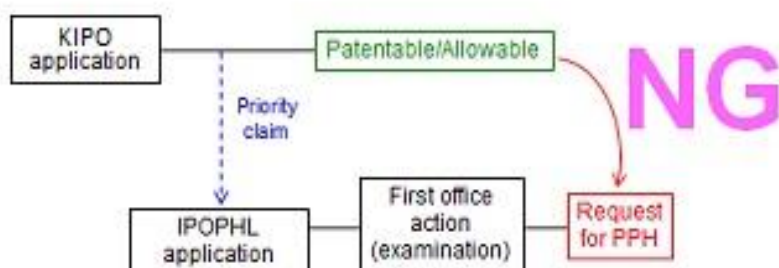 KIPO
application
Patentable/Allowable
NG
Priority
claim
IPOPHL
application
First office
action
(examination)
Request
for PPH